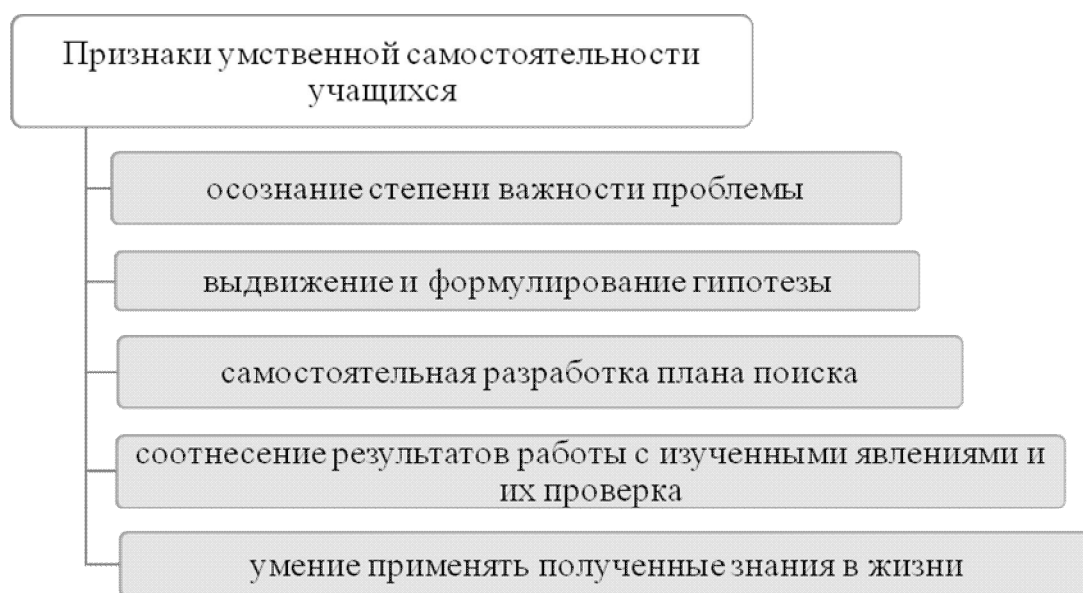 Признаки умственной самостоятельности
учащихся
осознание степени важности проблемы
выдвижение и формулирование гипотезы
самостоятельная разработка плана поиска
соотнесение результатов работы с изученными явлениями и
их проверка
умение применять полученные знания в жизни